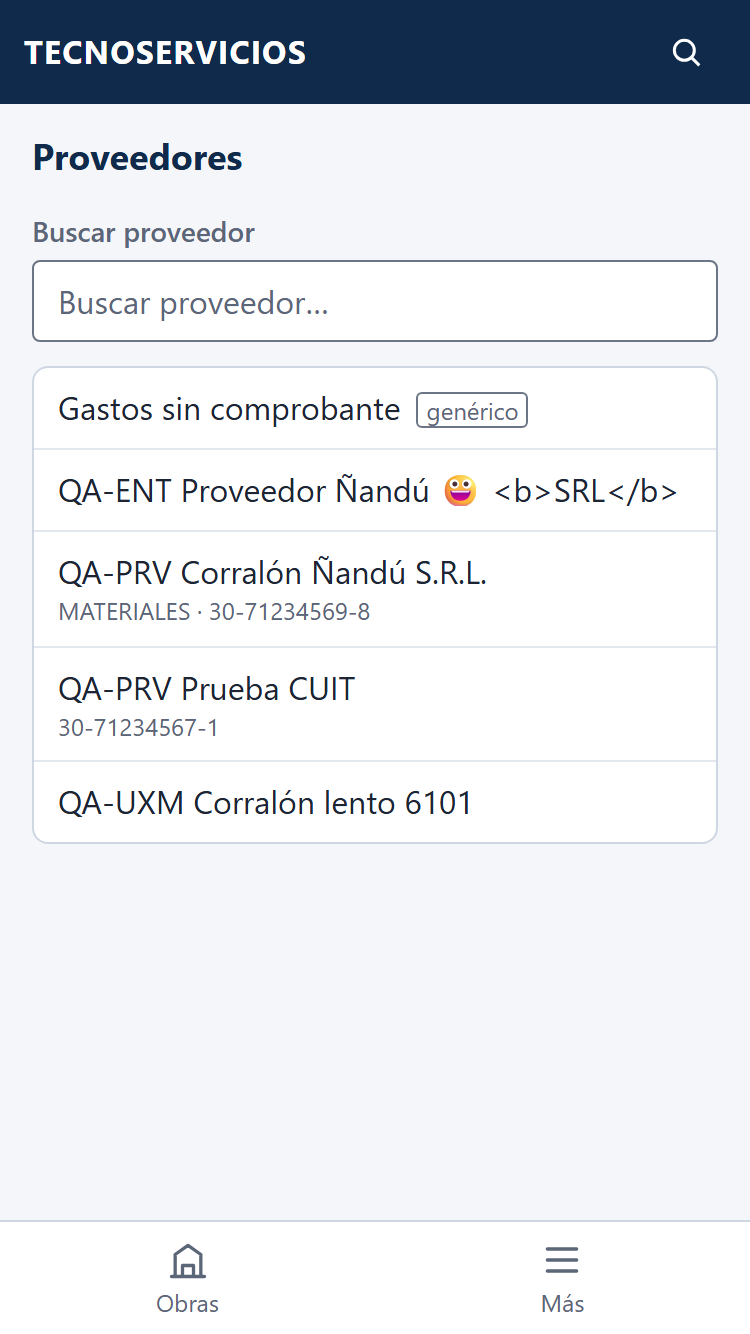 TECNOSERVICIOS
Proveedores
Buscar proveedor
Buscar proveedor...
Gastos sin comprobante genérico
QA-ENT Proveedor Ñandú 😀 <b>SRL</b>
QA-PRV Corralón Ñandú S.R.L.
MATERIALES · 30-71234569-8
QA-PRV Prueba CUIT
30-71234567-1
QA-UXM Corralón lento 6101
Obras
Más